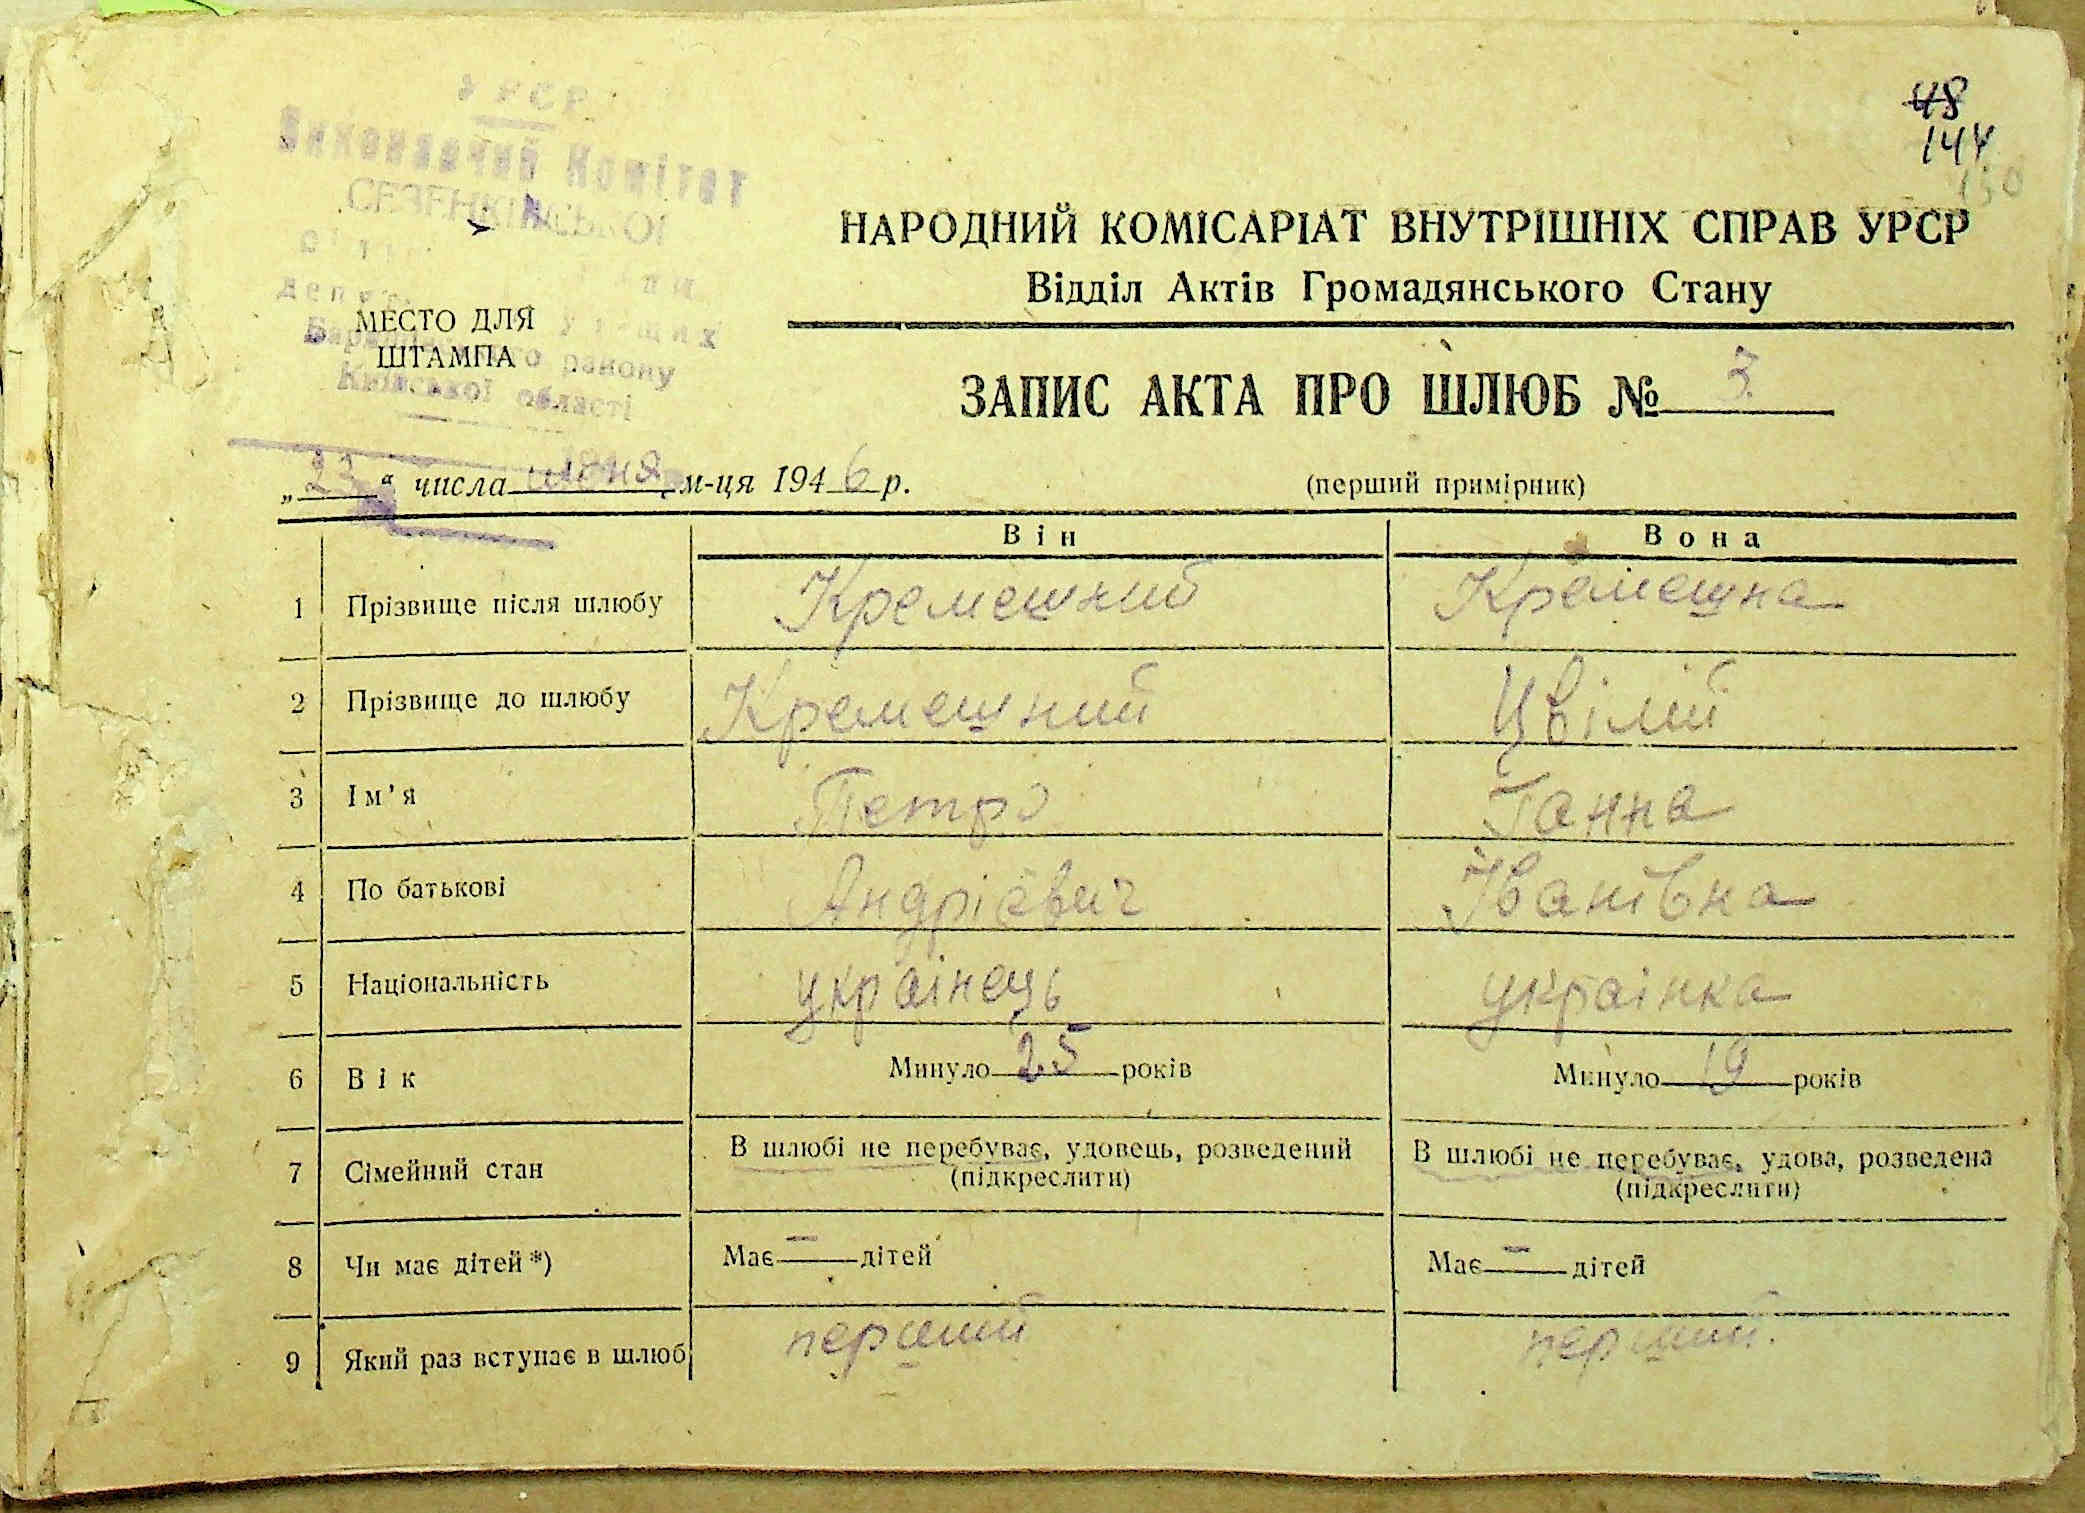 48
144
150
УРСР
Виконавчий Комітет
СЕЗЕНКІВСЬКОЇ
району
Київської області
НАРОДНИЙ КОМІСАРІАТ ВНУТРІШНІХ СПРАВ УРСР
Відділ Актів Громадянського Стану
МЕСТО ДЛЯ
ШТАМПА
ЗАПИС АКТА ПРО ШЛЮБ № 3
„23“ числа м-ця 1946 р.
(перший примірник)
Він Вона
1 Прізвище після шлюбу Кремешний Кремешна
2 Прізвище до шлюбу Кремешний Цвілій
3 Ім'я Петро Ганна
4 По батькові Андрієвич Іванівна
5 Національність українець українка
6 Вік Минуло 25 років Минуло 19 років
7 Сімейний стан В шлюбі не перебуває, удовець, розведений В шлюбі не перебуває, удова, розведена
(підкреслити) (підкреслити)
8 Чи має дітей *) Має — дітей Має — дітей
9 Який раз вступає в шлюб перший перший.